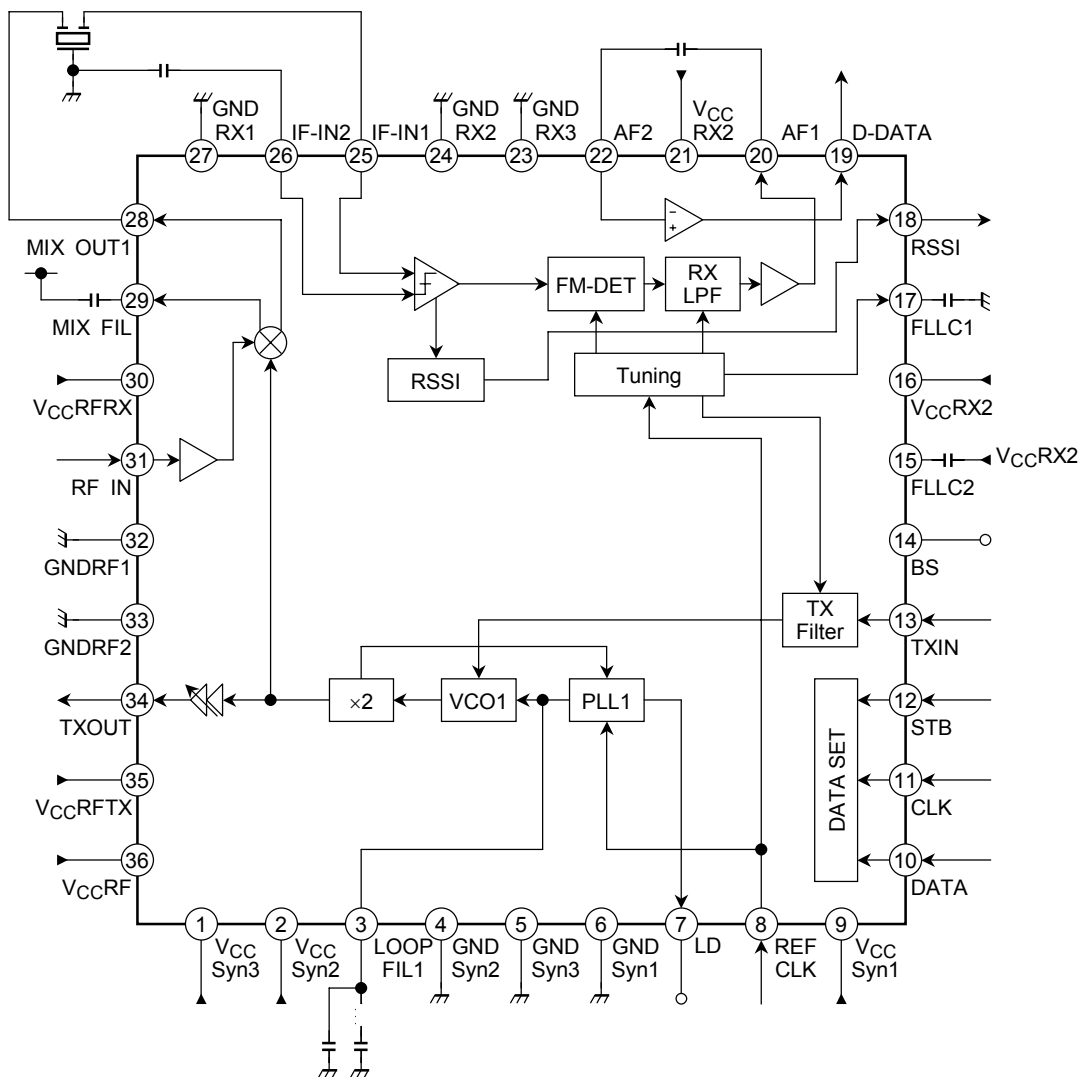 GND
RX1
IF-IN2
IF-IN1
GND
RX2
GND
RX3
AF2
VCC
RX2
AF1
D-DATA
27
26
25
24
23
22
21
20
19
28
MIX OUT1
29
MIX FIL
30
VCCRFRX
31
RF IN
32
GNDRF1
33
GNDRF2
34
TXOUT
35
VCCRFTX
36
VCCRF
−
+
FM-DET
RX
LPF
RSSI
Tuning
TX
Filter
×2
VCO1
PLL1
DATA SET
18
RSSI
17
FLLC1
16
VCCRX2
15
VCCRX2
FLLC2
14
BS
13
TXIN
12
STB
11
CLK
10
DATA
1
2
3
4
5
6
7
8
9
VCC
Syn3
VCC
Syn2
LOOP
FIL1
GND
Syn2
GND
Syn3
GND
Syn1
LD
REF
CLK
VCC
Syn1